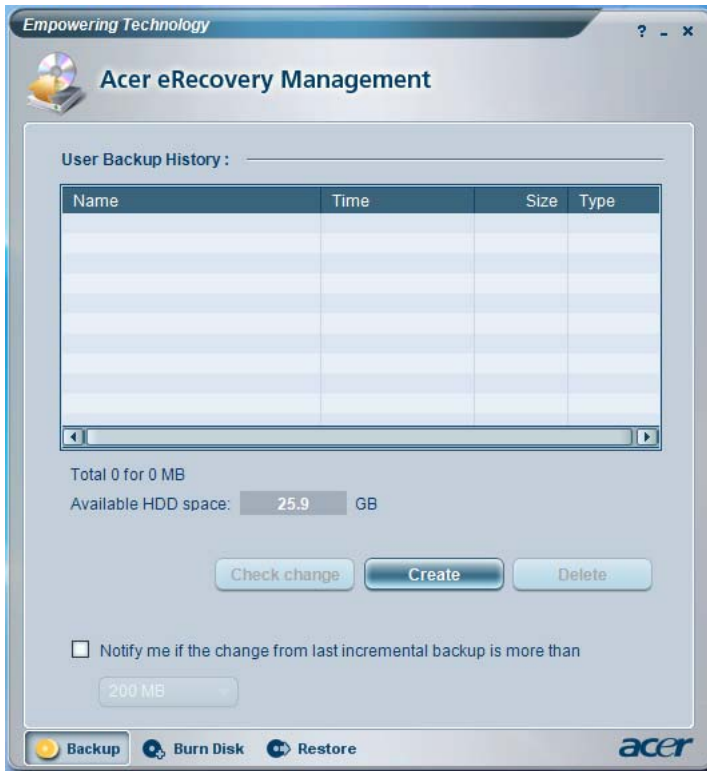 Empowering Technology
? - ×
Acer eRecovery Management
User Backup History :
Name Time Size Type
Total 0 for 0 MB
Available HDD space: 25.9 GB
Check change Create Delete
Notify me if the change from last incremental backup is more than
200 MB
Backup Burn Disk Restore acer